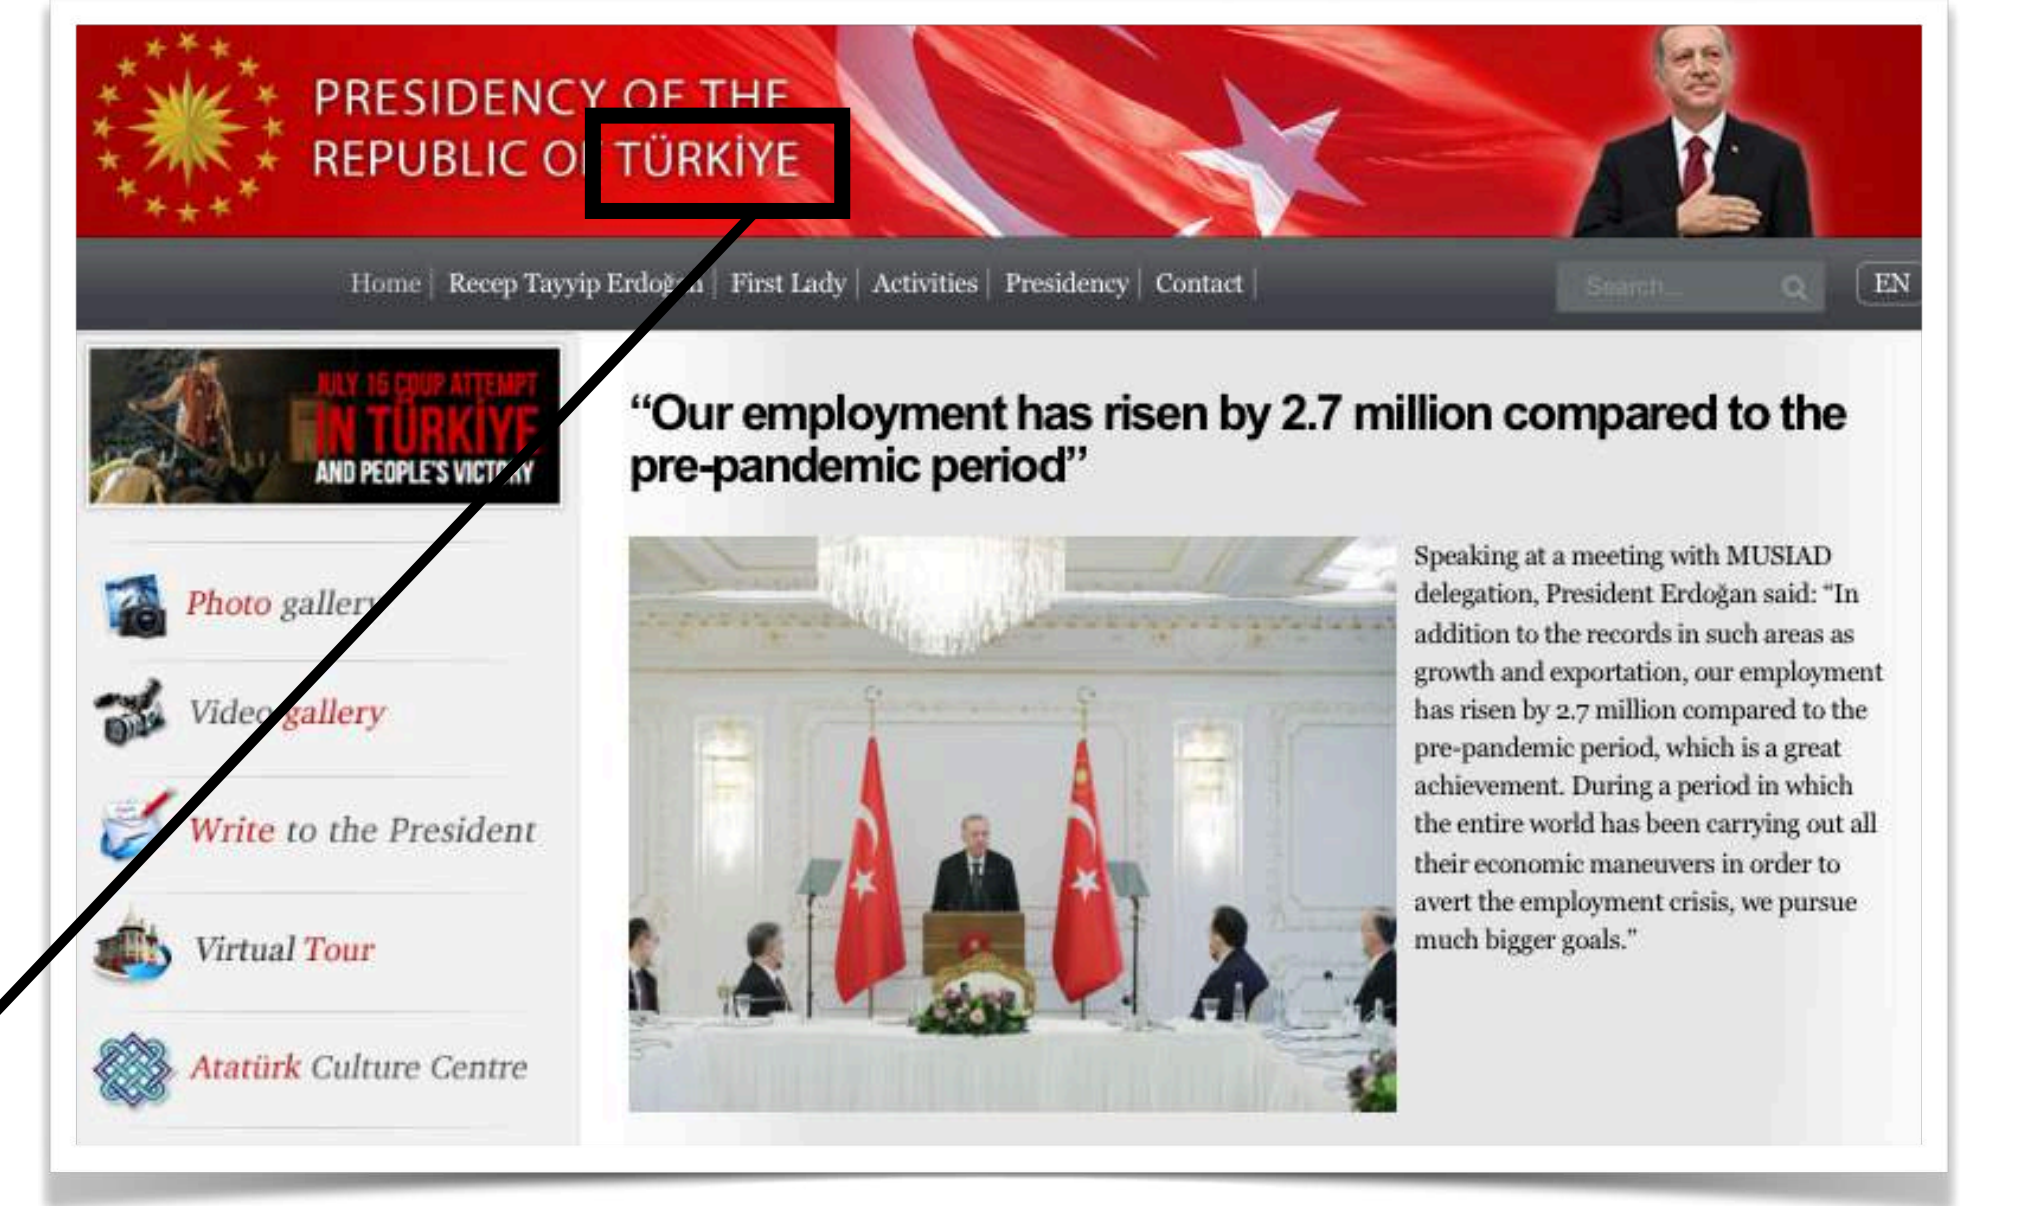 PRESIDENCY OF THE
REPUBLIC OF TÜRKİYE
Home | Recep Tayyip Erdoğan | First Lady | Activities | Presidency | Contact |
Search...
EN
JULY 15 COUP ATTEMPT
IN TÜRKİYE
AND PEOPLE'S VICTORY
Photo gallery
Video gallery
Write to the President
Virtual Tour
Atatürk Culture Centre
“Our employment has risen by 2.7 million compared to the
pre-pandemic period”
Speaking at a meeting with MUSIAD
delegation, President Erdoğan said: “In
addition to the records in such areas as
growth and exportation, our employment
has risen by 2.7 million compared to the
pre-pandemic period, which is a great
achievement. During a period in which
the entire world has been carrying out all
their economic maneuvers in order to
avert the employment crisis, we pursue
much bigger goals.”